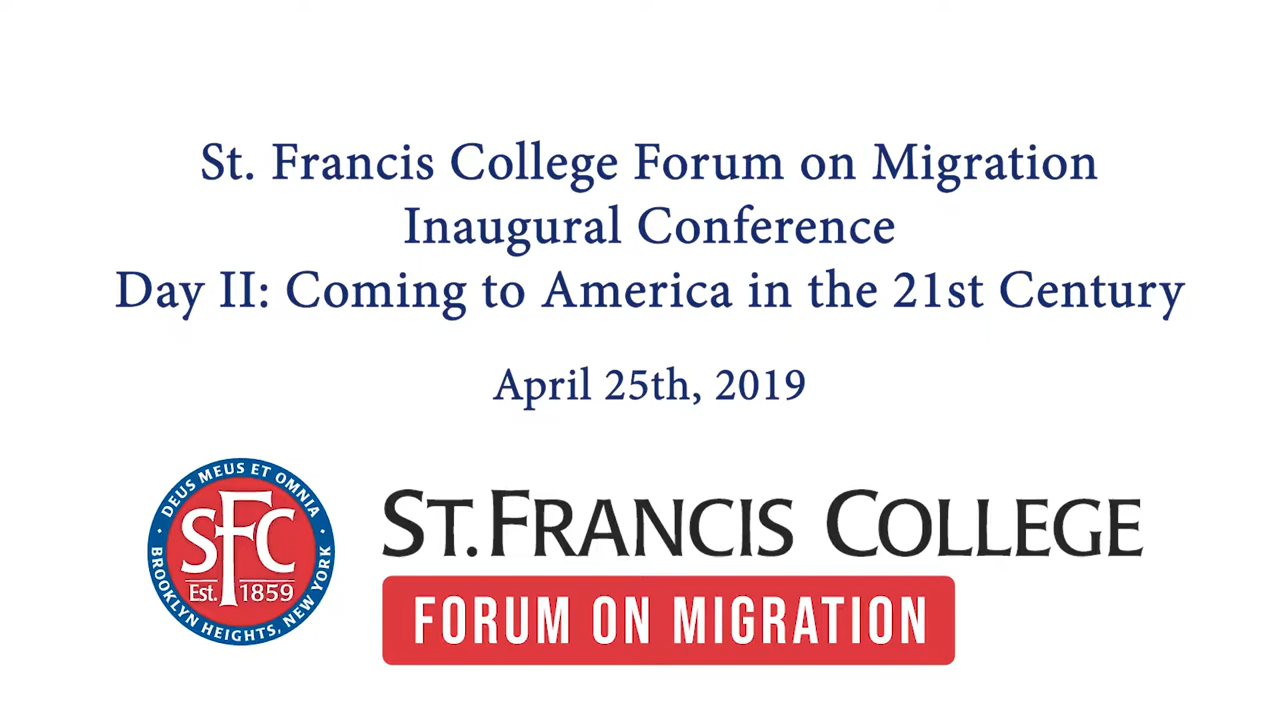 St. Francis College Forum on Migration
Inaugural Conference
Day II: Coming to America in the 21st Century
April 25th, 2019
DEUS MEUS ET OMNIA
SFC
Est. 1859
BROOKLYN HEIGHTS, NEW YORK
ST. FRANCIS COLLEGE
FORUM ON MIGRATION